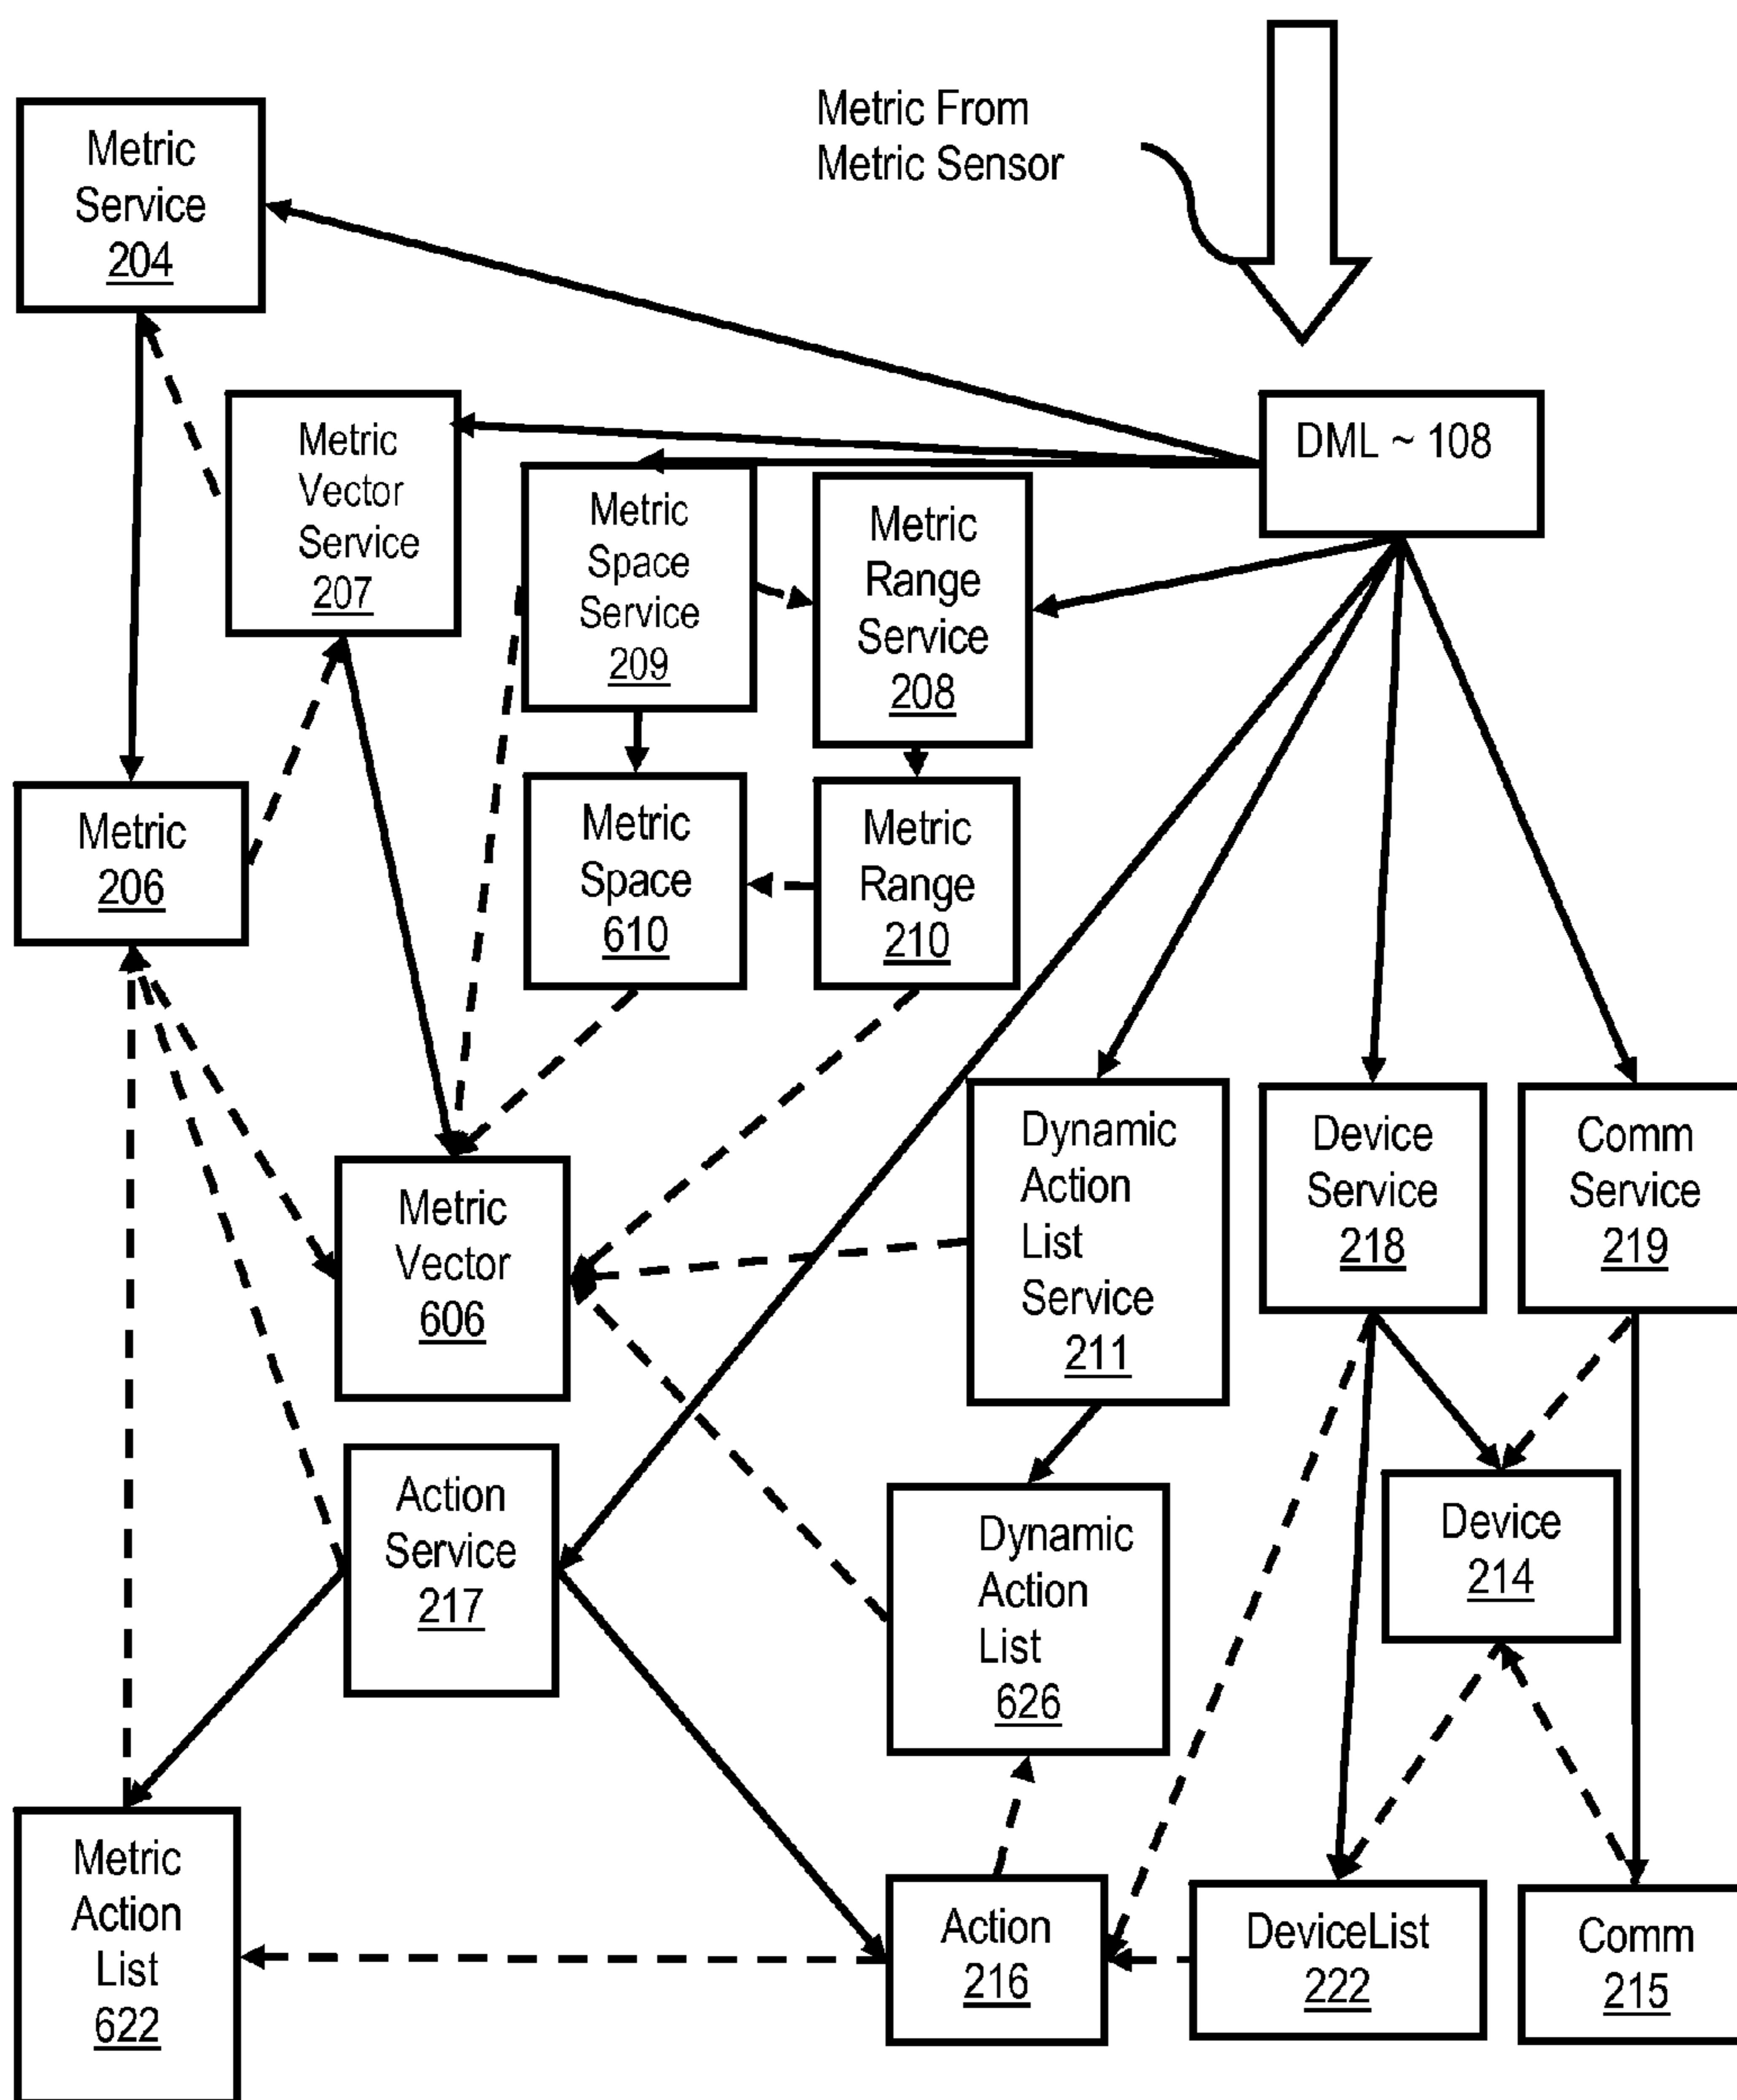 Metric From
Metric Sensor
Metric
Service
204
DML ~ 108
Metric
Vector
Service
207
Metric
Space
Service
209
Metric
Range
Service
208
Metric
206
Metric
Space
610
Metric
Range
210
Metric
Vector
606
Dynamic
Action
List
Service
211
Device
Service
218
Comm
Service
219
Action
Service
217
Dynamic
Action
List
626
Device
214
Metric
Action
List
622
Action
216
DeviceList
222
Comm
215